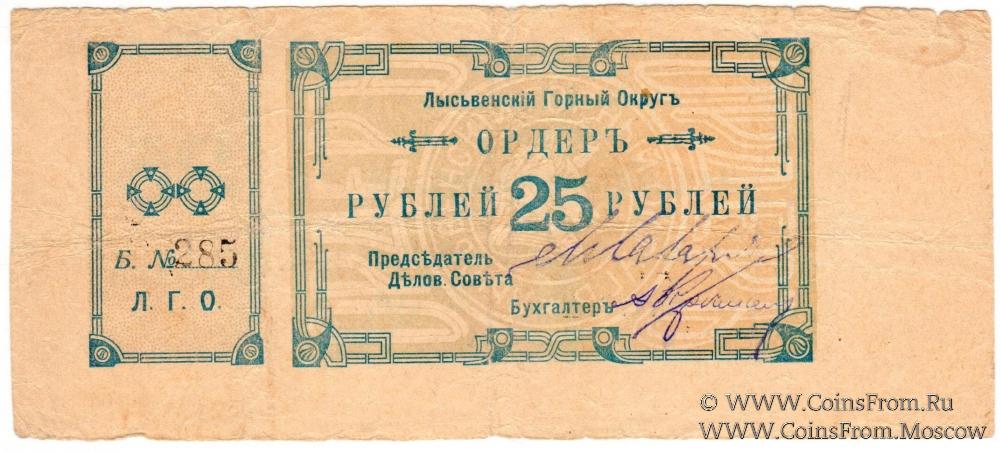 Лысьвенскій Горный Округъ
ОРДЕРЪ
РУБЛЕЙ 25 РУБЛЕЙ
Предсѣдатель
Дѣлов. Совѣта
Бухгалтеръ
Б. № 285
Л. Г. О.
© WWW.CoinsFrom.Ru
WWW.CoinsFrom.Moscow